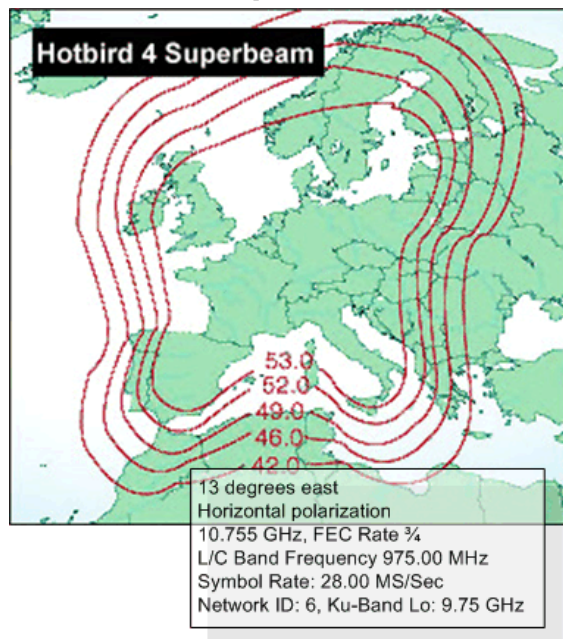 Hotbird 4 Superbeam
53.0
52.0
49.0
46.0
42.0
13 degrees east
Horizontal polarization
10.755 GHz, FEC Rate ¾
L/C Band Frequency 975.00 MHz
Symbol Rate: 28.00 MS/Sec
Network ID: 6, Ku-Band Lo: 9.75 GHz